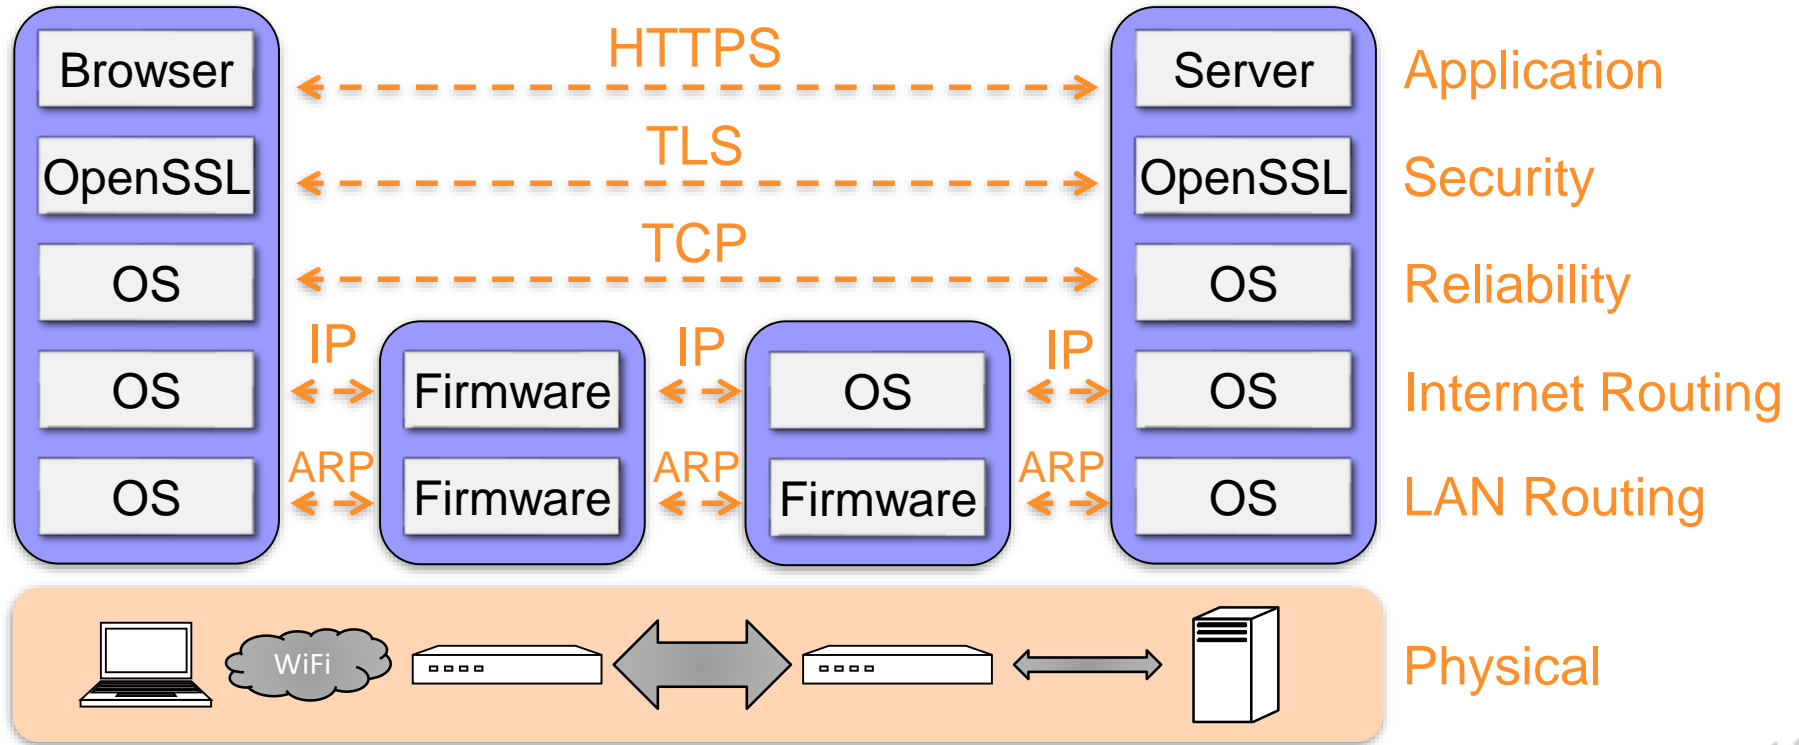 Browser HTTPS Server Application
OpenSSL TLS OpenSSL Security
OS TCP OS Reliability
OS IP Firmware IP OS IP OS Internet Routing
OS ARP Firmware ARP Firmware ARP OS LAN Routing
WiFi Physical